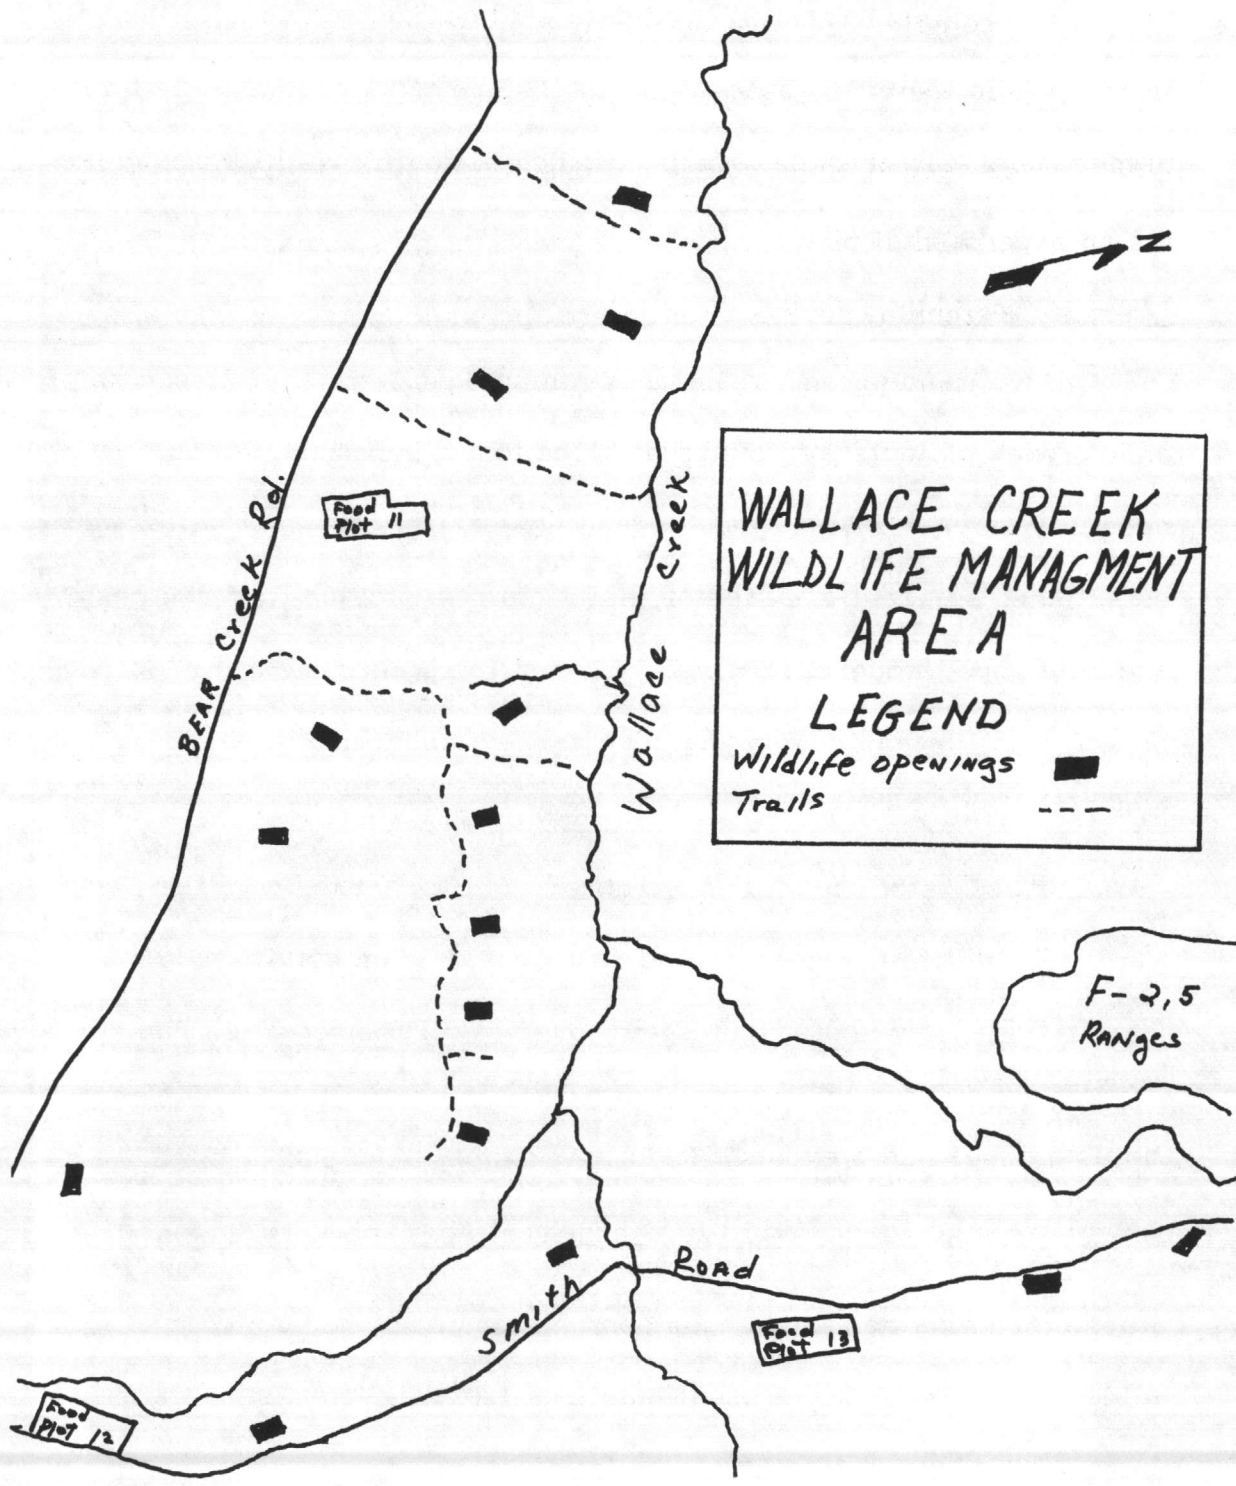 N
Food
Plot 11
BEAR Creek Rd.
Wallace Creek
WALLACE CREEK
WILDLIFE MANAGMENT
AREA
LEGEND
Wildlife openings
Trails
F-2,5
RANGES
Smith Road
Food
Plot 13
Food
Plot 12